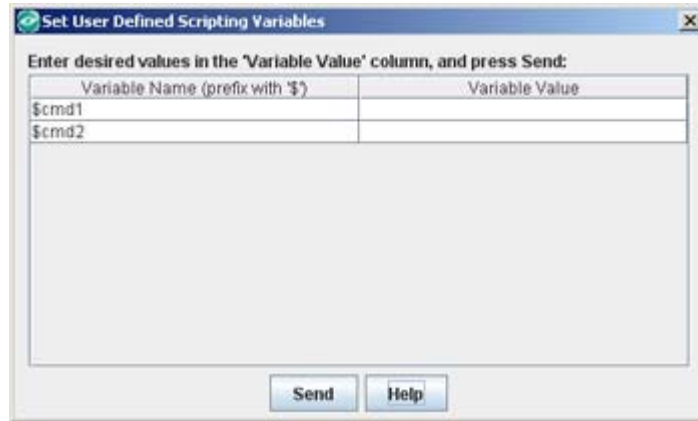 Set User Defined Scripting Variables
Enter desired values in the 'Variable Value' column, and press Send:
Variable Name (prefix with '$') Variable Value
$cmd1
$cmd2
Send Help